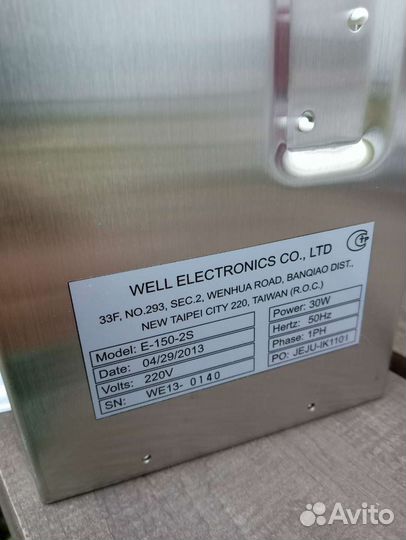 WELL ELECTRONICS CO., LTD
33F, NO.293, SEC.2, WENHUA ROAD, BANQIAO DIST.,
NEW TAIPEI CITY 220, TAIWAN (R.O.C.)
Model: E-150-2S
Date: 04/29/2013
Volts: 220V
SN: WE13- 0140
Power: 30W
Hertz: 50Hz
Phase: 1PH
PO: JEJU-IK1101
Avito